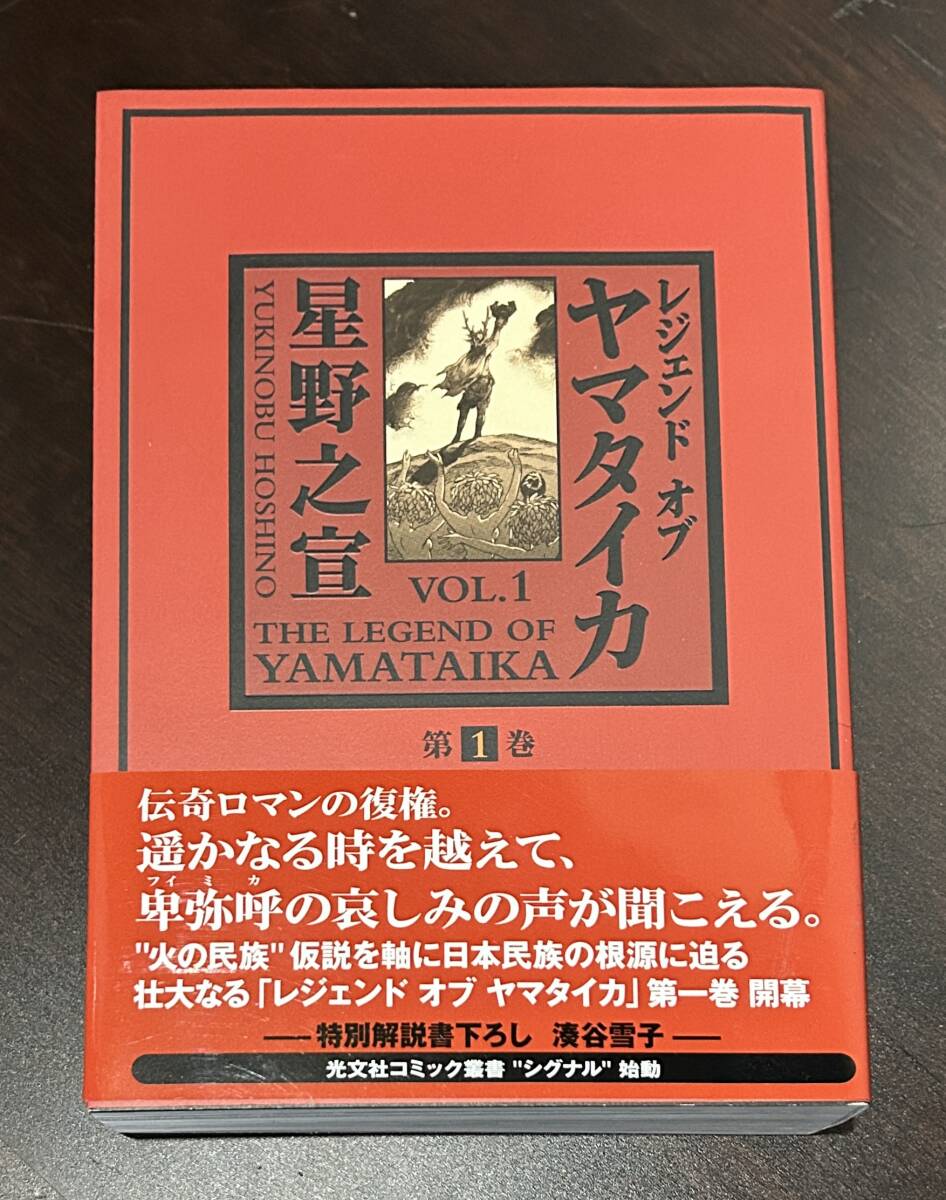 レジェンド オブ
ヤマタイカ
星野之宣
YUKINOBU HOSHINO
VOL.1
THE LEGEND OF
YAMATAIKA
第1巻
伝奇ロマンの復権。
遥かなる時を越えて、
フイミカ
卑弥呼の哀しみの声が聞こえる。
"火の民族"仮説を軸に日本民族の根源に迫る
壮大なる「レジェンド オブ ヤマタイカ」第一巻 開幕
特別解説書下ろし 湊谷雪子
光文社コミック叢書 "シグナル" 始動